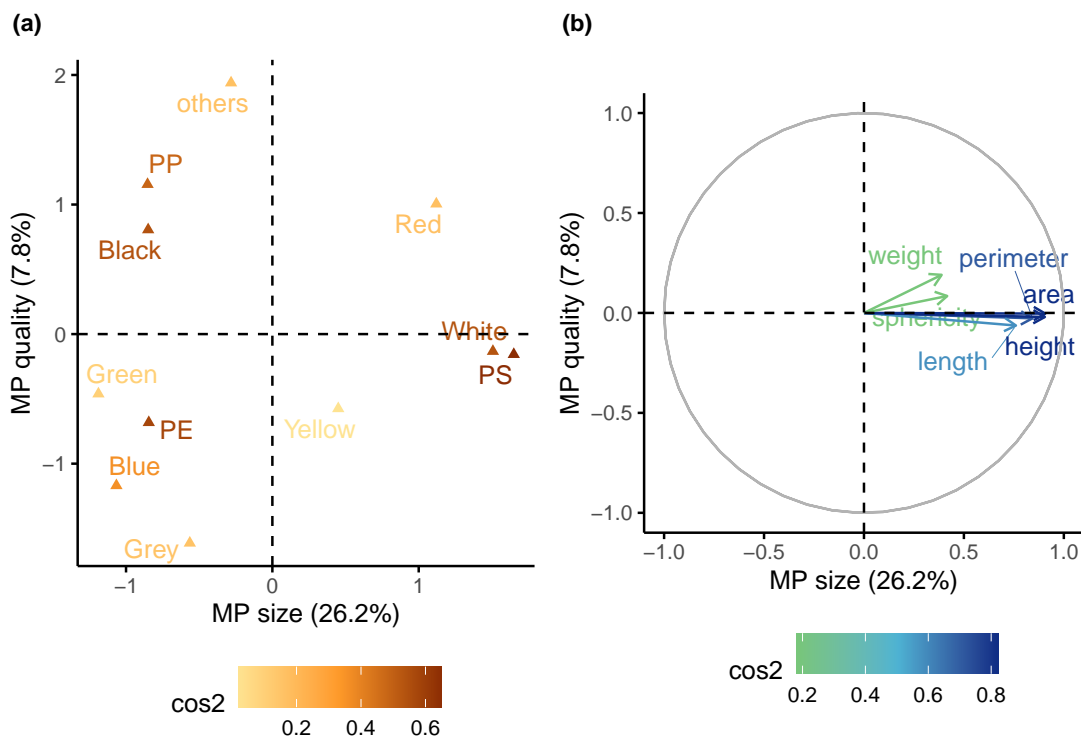 (a)
(b)
MP quality (7.8%)
2
1
0
−1
others
PP
Black
Red
White
PS
Green
PE
Yellow
Blue
Grey
−1
0
1
MP size (26.2%)
cos2
0.2
0.4
0.6
MP quality (7.8%)
1.0
0.5
0.0
−0.5
−1.0
weight
perimeter
area
sphericity
length
height
−1.0
−0.5
0.0
0.5
1.0
MP size (26.2%)
cos2
0.2
0.4
0.6
0.8